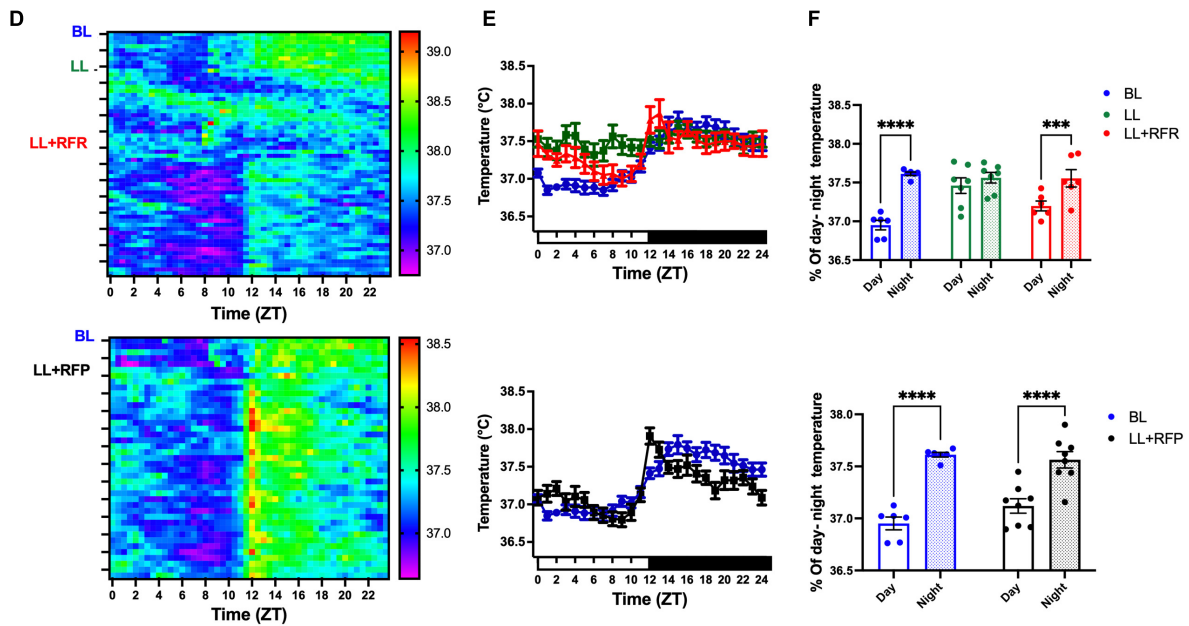 D
BL
LL -
LL+RFR
39.0
38.5
38.0
37.5
37.0
0 2 4 6 8 10 12 14 16 18 20 22
Time (ZT)
BL
LL+RFP
38.5
38.0
37.5
37.0
0 2 4 6 8 10 12 14 16 18 20 22
Time (ZT)
E
Temperature (°C)
38.5
38.0
37.5
37.0
36.5
0 2 4 6 8 10 12 14 16 18 20 22 24
Time (ZT)
Temperature (°C)
38.5
38.0
37.5
37.0
36.5
0 2 4 6 8 10 12 14 16 18 20 22 24
Time (ZT)
F
% Of day- night temperature
38.5
38.0
37.5
37.0
36.5
****
***
Day Night Day Night Day Night
BL
LL
LL+RFR
% Of day- night temperature
38.0
37.5
37.0
36.5
****
****
Day Night Day Night
BL
LL+RFP